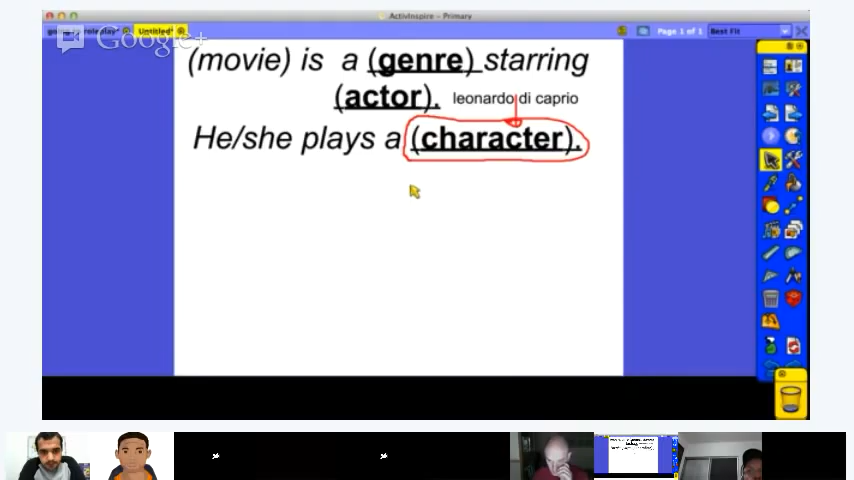 ActivInspire – Primary
Untitled*
Page 1 of 1
Best Fit
Google+
(movie) is a (genre) starring
(actor). leonardo di caprio
He/she plays a (character).